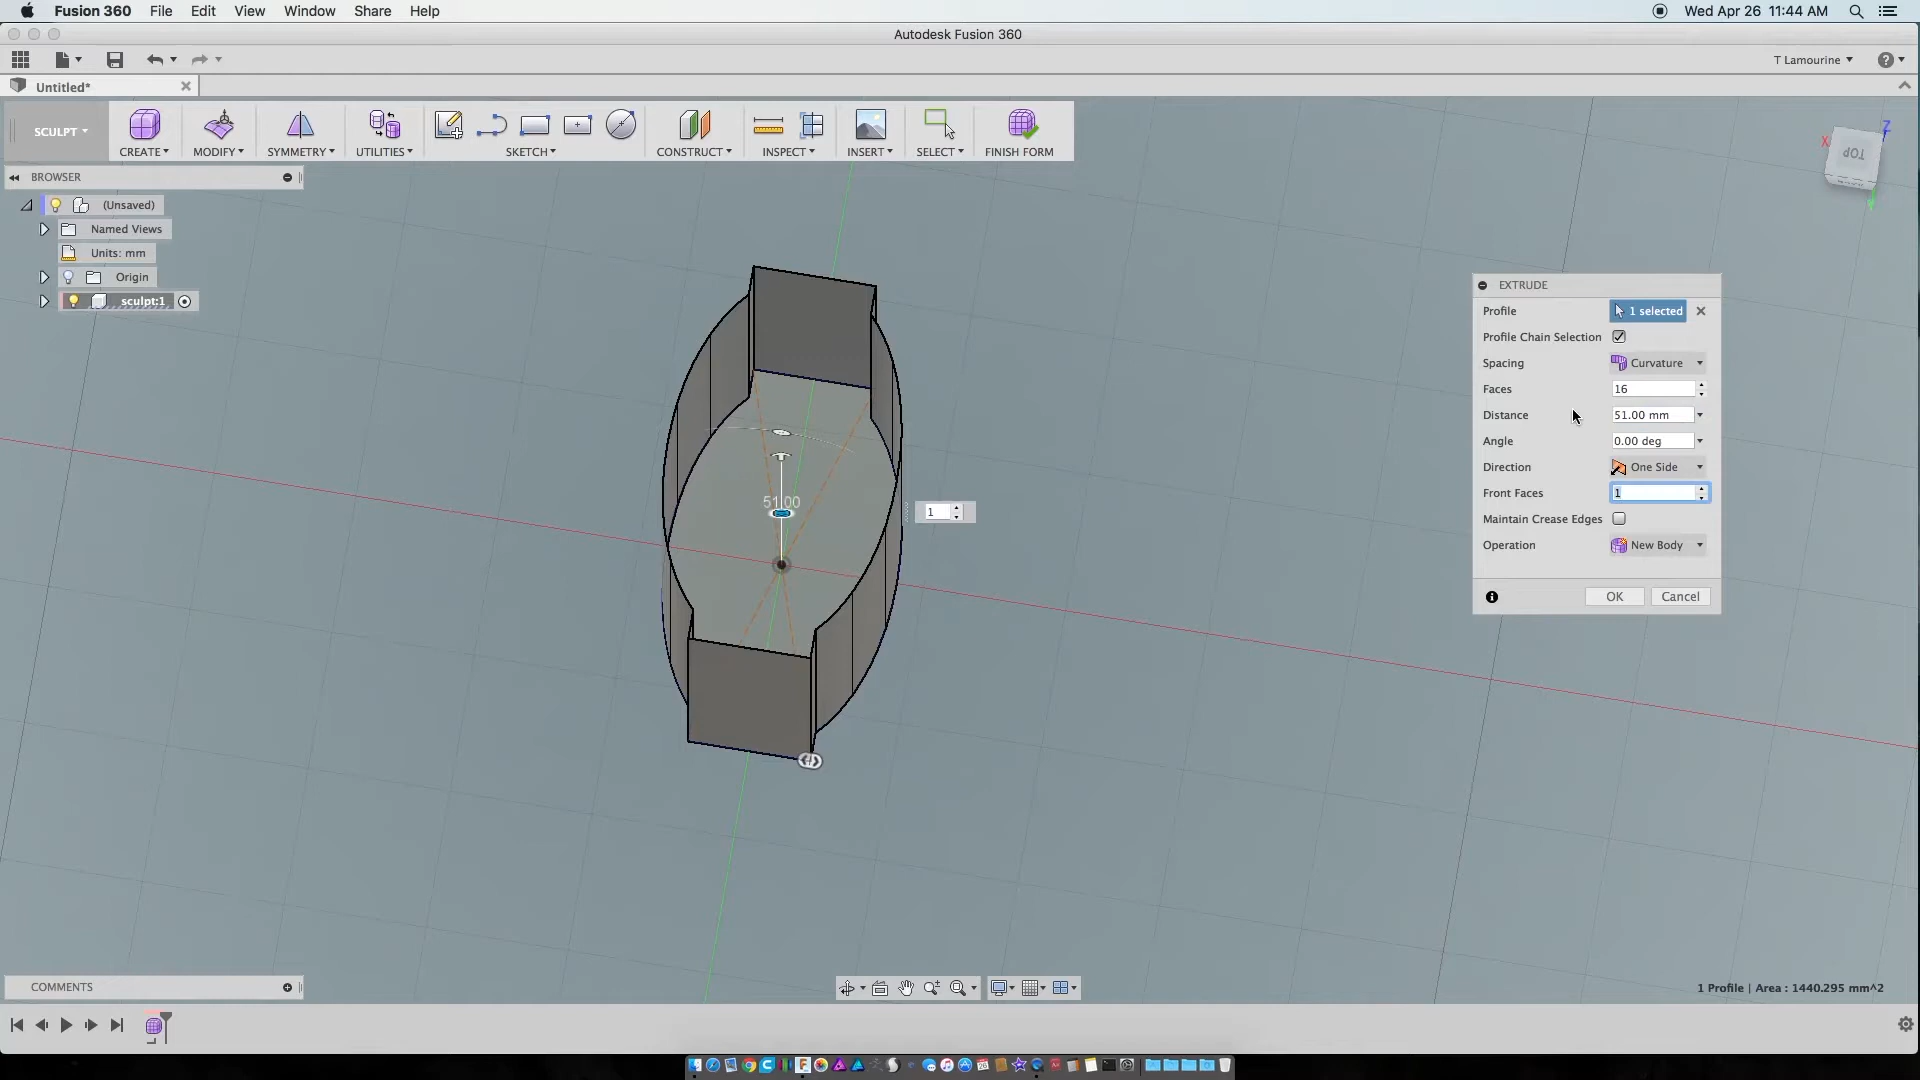 Fusion 360 File Edit View Window Share Help Wed Apr 26 11:44 AM
Autodesk Fusion 360
T Lamourine
Untitled*
SCULPT
CREATE MODIFY SYMMETRY UTILITIES SKETCH CONSTRUCT INSPECT INSERT SELECT FINISH FORM
BROWSER
(Unsaved)
Named Views
Units: mm
Origin
sculpt:1
TOP
X
Z
Y
EXTRUDE
Profile 1 selected
Profile Chain Selection
Spacing Curvature
Faces 16
Distance 51.00 mm
Angle 0.00 deg
Direction One Side
Front Faces 1
Maintain Crease Edges
Operation New Body
OK Cancel
51.00
1
COMMENTS
1 Profile | Area : 1440.295 mm^2